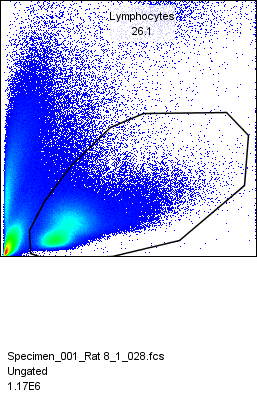 Lymphocytes
26.1
Specimen_001_Rat 8_1_028.fcs
Ungated
1.17E6